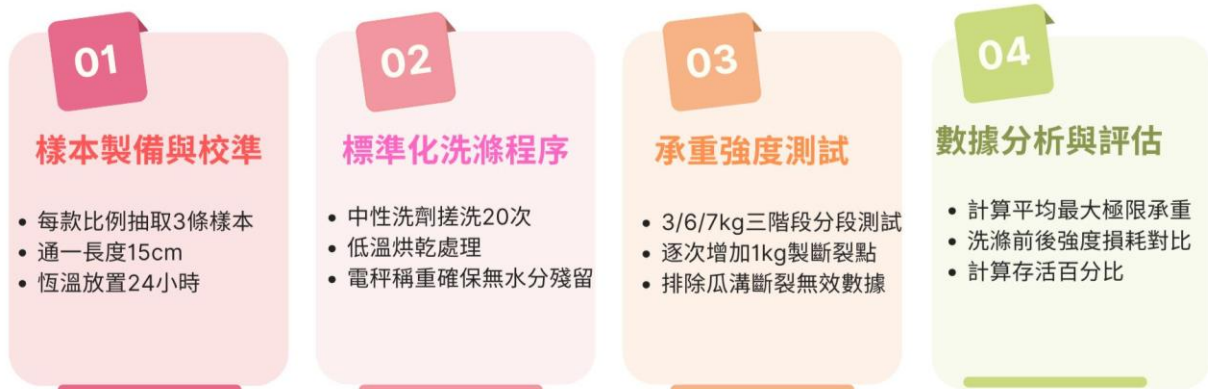 01
樣本製備與校準
• 每款比例抽取3條樣本
• 通一長度15cm
• 恆溫放置24小時
02
標準化洗滌程序
• 中性洗劑搓洗20次
• 低溫烘乾處理
• 電秤稱重確保無水分殘留
03
承重強度測試
• 3/6/7kg三階段分段測試
• 逐次增加1kg製斷裂點
• 排除瓜溝斷裂無效數據
04
數據分析與評估
• 計算平均最大極限承重
• 洗滌前後強度損耗對比
• 計算存活百分比